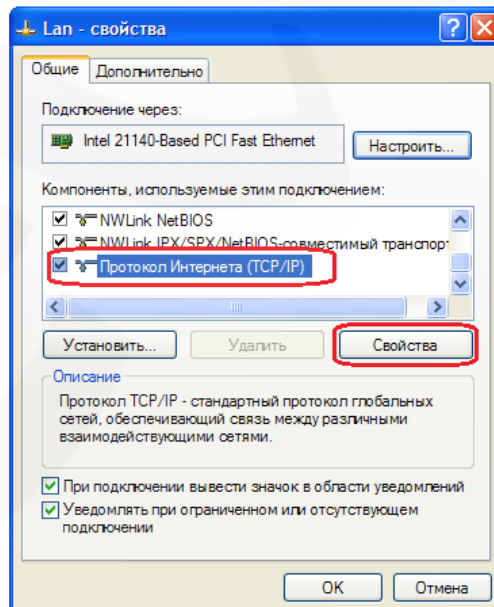 Lan - свойства
Общие
Дополнительно
Подключение через:
Intel 21140-Based PCI Fast Ethernet
Настроить...
Компоненты, используемые этим подключением:
NWLink NetBIOS
NWLink IPX/SPX/NetBIOS-совместимый транспорт
Протокол Интернета (TCP/IP)
Установить...
Удалить
Свойства
Описание
Протокол TCP/IP - стандартный протокол глобальных
сетей, обеспечивающий связь между различными
взаимодействующими сетями.
При подключении вывести значок в области уведомлений
Уведомлять при ограниченном или отсутствующем
подключении
OK
Отмена